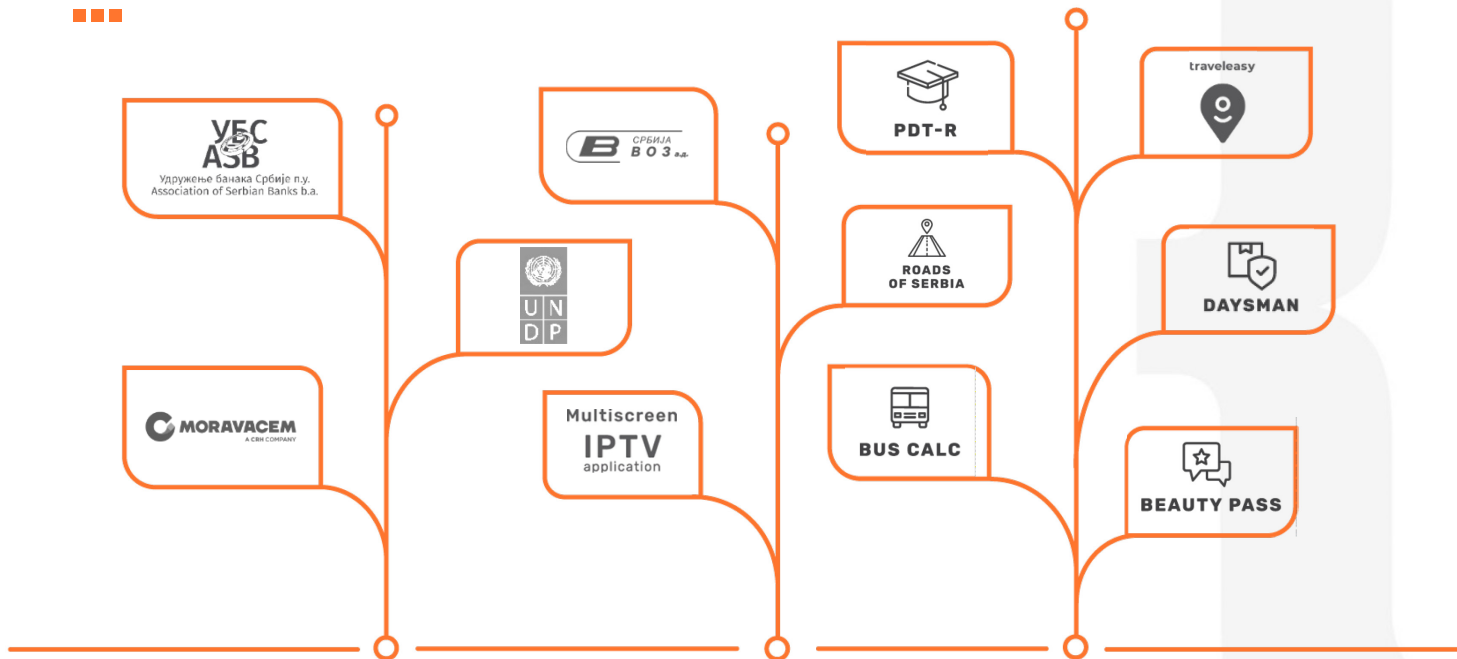 УБС
ASB
Удружење банака Србије п.у.
Association of Serbian Banks b.a.
MORAVACEM
A CRH COMPANY
UN
DP
СРБИЈА
ВОЗ а.д.
Multiscreen
IPTV
application
PDT-R
ROADS
OF SERBIA
BUS CALC
traveleasy
DAYSMAN
BEAUTY PASS